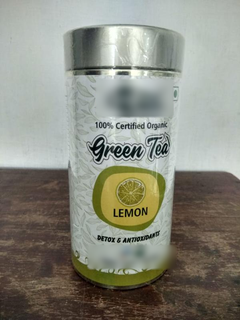 100% Certified Organic
Green Tea
LEMON
DETOX & ANTIOXIDANTS